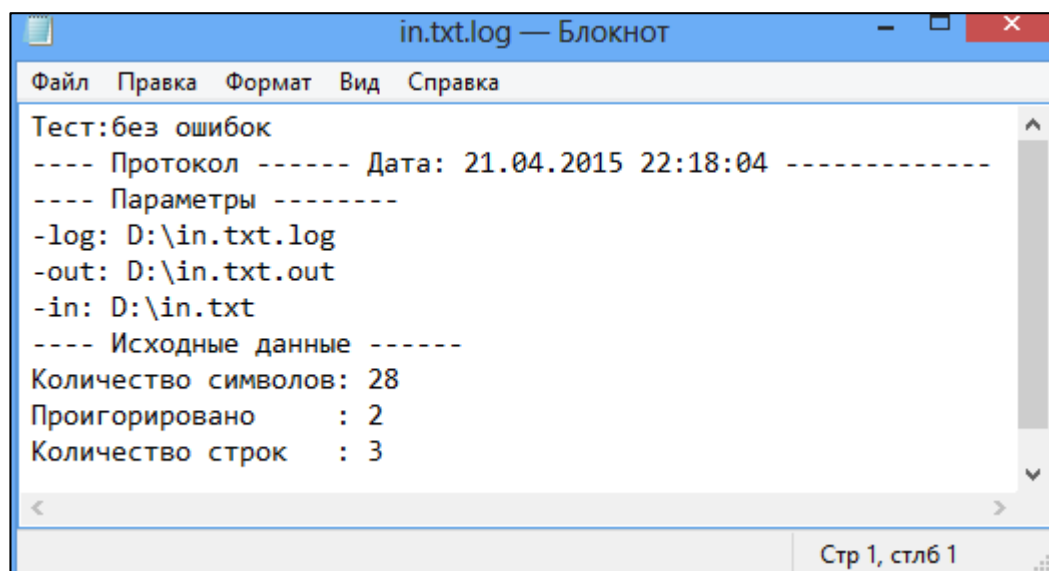 in.txt.log — Блокнот
Файл Правка Формат Вид Справка
Тест:без ошибок
---- Протокол ------ Дата: 21.04.2015 22:18:04 -------------
---- Параметры --------
-log: D:\in.txt.log
-out: D:\in.txt.out
-in: D:\in.txt
---- Исходные данные ------
Количество символов: 28
Проигорировано     : 2
Количество строк   : 3
Стр 1, стлб 1